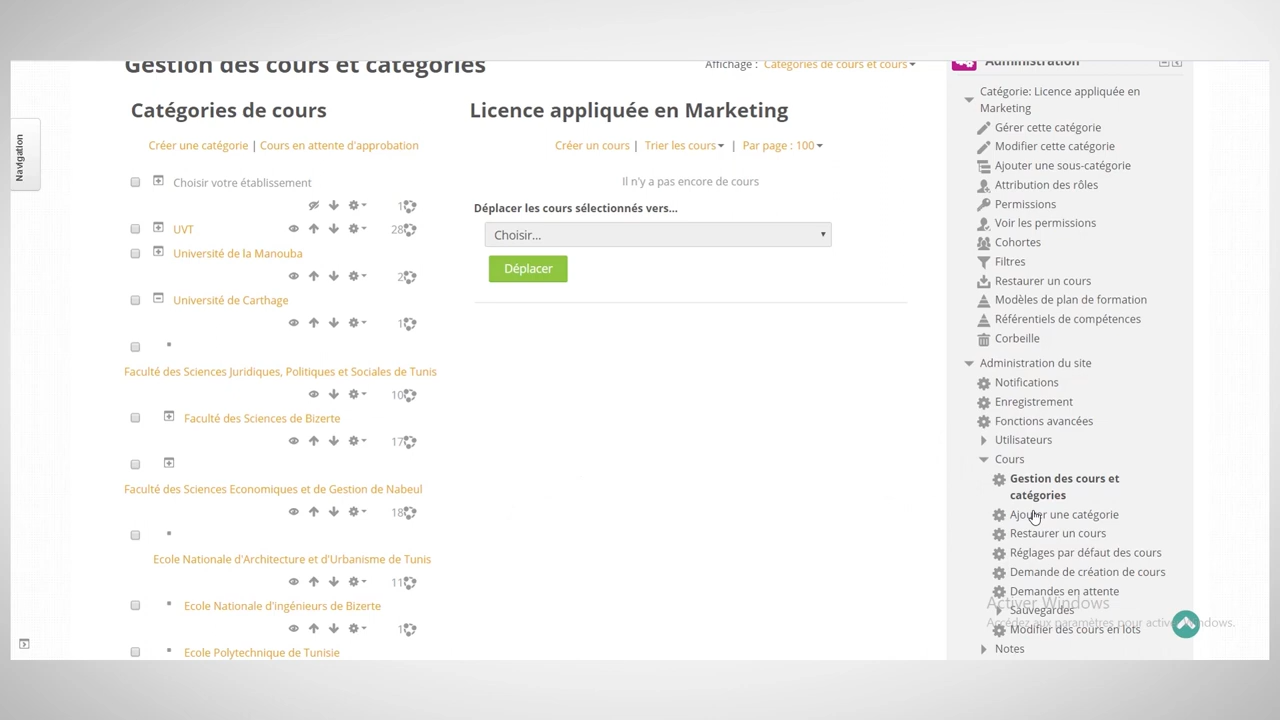 Gestion des cours et catégories
Affichage : Catégories de cours et cours
Navigation
Catégories de cours
Créer une catégorie | Cours en attente d'approbation
Choisir votre établissement
1
UVT
28
Université de la Manouba
2
Université de Carthage
1
Faculté des Sciences Juridiques, Politiques et Sociales de Tunis
10
Faculté des Sciences de Bizerte
17
Faculté des Sciences Economiques et de Gestion de Nabeul
18
Ecole Nationale d'Architecture et d'Urbanisme de Tunis
11
Ecole Nationale d'ingénieurs de Bizerte
1
Ecole Polytechnique de Tunisie
Licence appliquée en Marketing
Créer un cours | Trier les cours | Par page : 100
Il n'y a pas encore de cours
Déplacer les cours sélectionnés vers...
Choisir...
Déplacer
Administration
Catégorie: Licence appliquée en
Marketing
Gérer cette catégorie
Modifier cette catégorie
Ajouter une sous-catégorie
Attribution des rôles
Permissions
Voir les permissions
Cohortes
Filtres
Restaurer un cours
Modèles de plan de formation
Référentiels de compétences
Corbeille
Administration du site
Notifications
Enregistrement
Fonctions avancées
Utilisateurs
Cours
Gestion des cours et
catégories
Ajouter une catégorie
Restaurer un cours
Réglages par défaut des cours
Demande de création de cours
Demandes en attente
Activer Windows
Sauvegardes
Accédez aux paramètres pour activer Windows.
Modifier des cours en lots
Notes